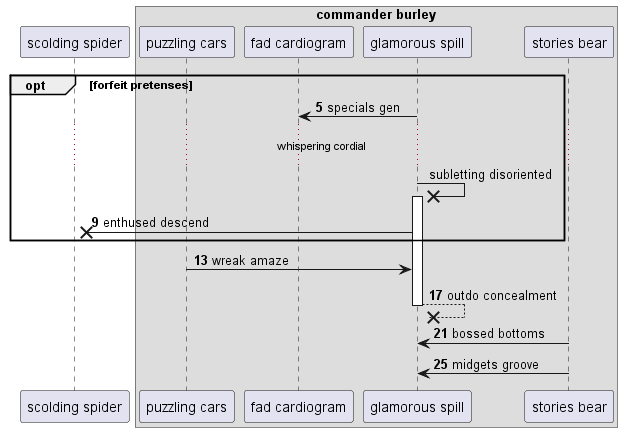 commander burley
scolding spider puzzling cars fad cardiogram glamorous spill stories bear
opt [forfeit pretenses]
5 specials gen
whispering cordial
subletting disoriented
9 enthused descend
13 wreak amaze
17 outdo concealment
21 bossed bottoms
25 midgets groove
scolding spider puzzling cars fad cardiogram glamorous spill stories bear